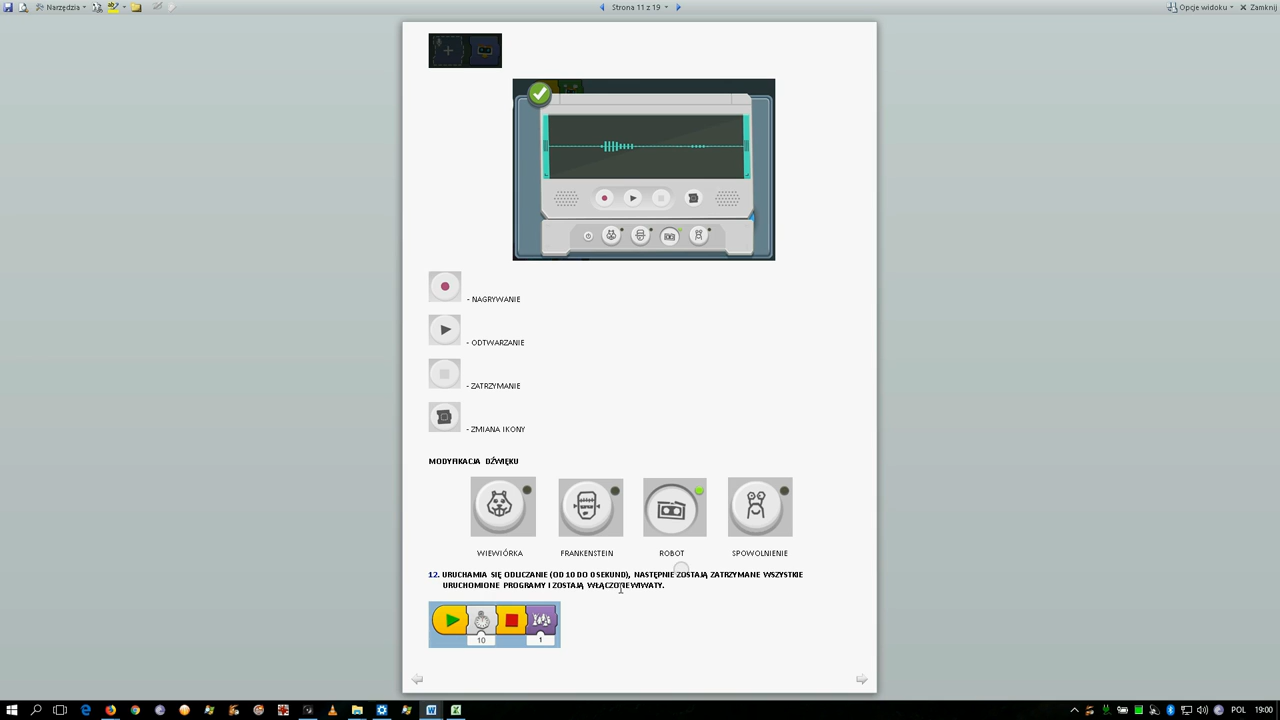 Narzędzia
Strona 11 z 19
Opcje widoku
Zamknij
- NAGRYWANIE
- ODTWARZANIE
- ZATRZYMANIE
- ZMIANA IKONY
MODYFIKACJA DŹWIĘKU
WIEWIÓRKA FRANKENSTEIN ROBOT SPOWOLNIENIE
12. URUCHAMIA SIĘ ODLICZANIE (OD 10 DO 0 SEKUND), NASTĘPNIE ZOSTAJĄ ZATRZYMANE WSZYSTKIE
URUCHOMIONE PROGRAMY I ZOSTAJĄ WŁĄCZONE WIWATY.
10 1
POL 19:00